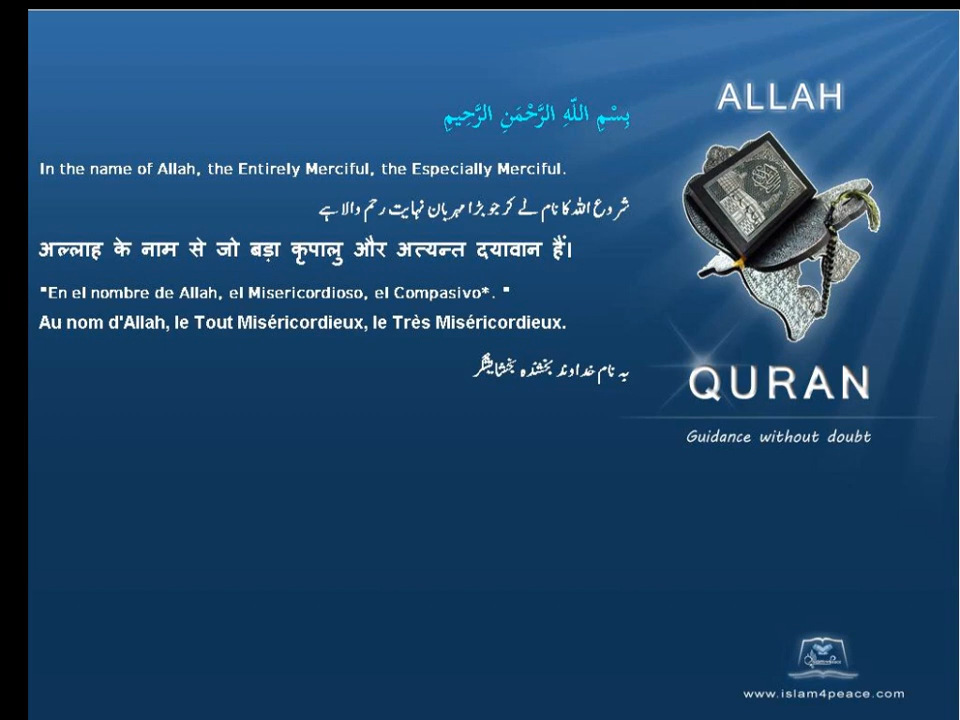 بِسْمِ اللّهِ الرَّحْمَنِ الرَّحِيمِ
In the name of Allah, the Entirely Merciful, the Especially Merciful.
شروع الله کا نام لے کر جو بڑا مہربان نہایت رحم والا ہے
अल्लाह के नाम से जो बड़ा कृपालु और अत्यन्त दयावान हैं।
"En el nombre de Allah, el Misericordioso, el Compasivo*. "
Au nom d'Allah, le Tout Miséricordieux, le Très Miséricordieux.
به نام خداوند بخشنده بخشایشگر
ALLAH
QURAN
Guidance without doubt
www.islam4peace.com